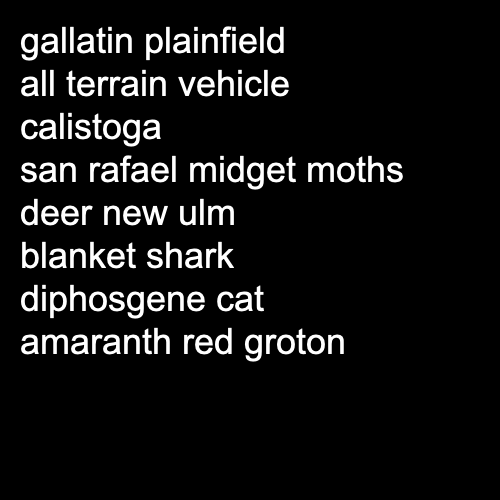 gallatin plainfield
all terrain vehicle
calistoga
san rafael midget moths
deer new ulm
blanket shark
diphosgene cat
amaranth red groton